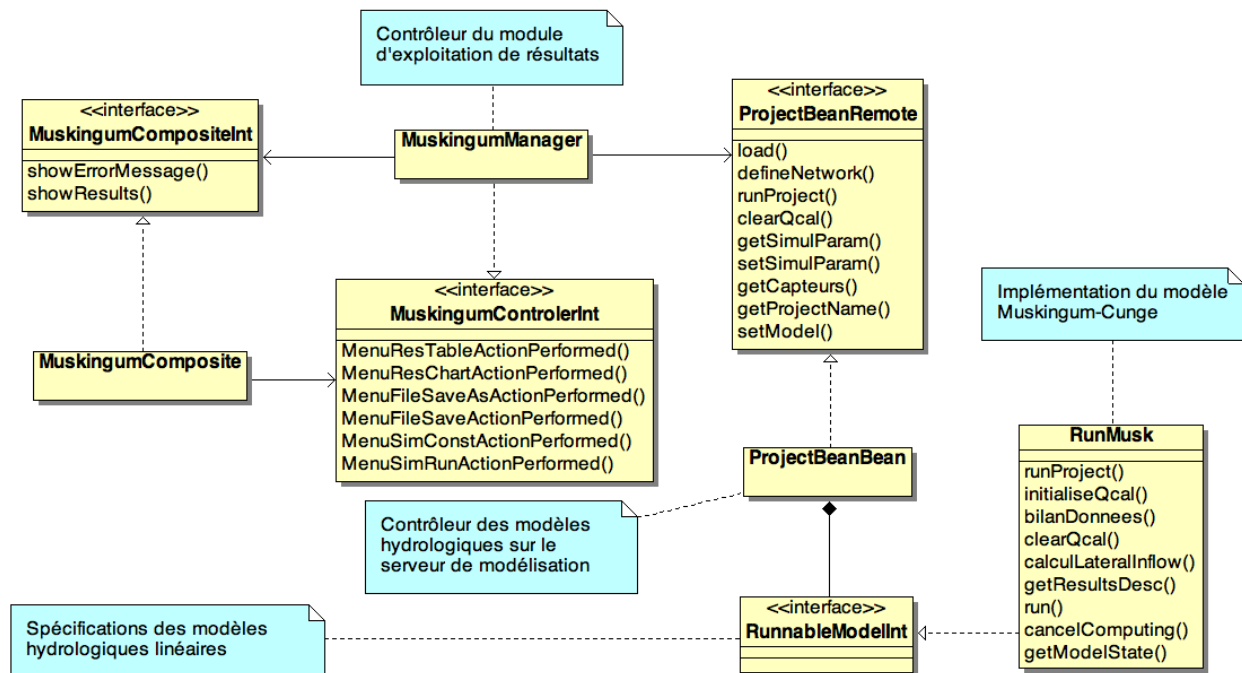 Contrôleur du module
d'exploitation de résultats
<<interface>>
MuskingumCompositeInt
showErrorMessage()
showResults()
MuskingumManager
<<interface>>
ProjectBeanRemote
load()
defineNetwork()
runProject()
clearQcal()
getSimulParam()
setSimulParam()
getCapteurs()
getProjectName()
setModel()
<<interface>>
MuskingumControlerInt
MenuResTableActionPerformed()
MenuResChartActionPerformed()
MenuFileSaveAsActionPerformed()
MenuFileSaveActionPerformed()
MenuSimConstActionPerformed()
MenuSimRunActionPerformed()
MuskingumComposite
Implémentation du modèle
Muskingum-Cunge
ProjectBeanBean
RunMusk
runProject()
initialiseQcal()
bilanDonnees()
clearQcal()
calculLateralInflow()
getResultsDesc()
run()
cancelComputing()
getModelState()
Contrôleur des modèles
hydrologiques sur le
serveur de modélisation
<<interface>>
RunnableModelInt
Spécifications des modèles
hydrologiques linéaires